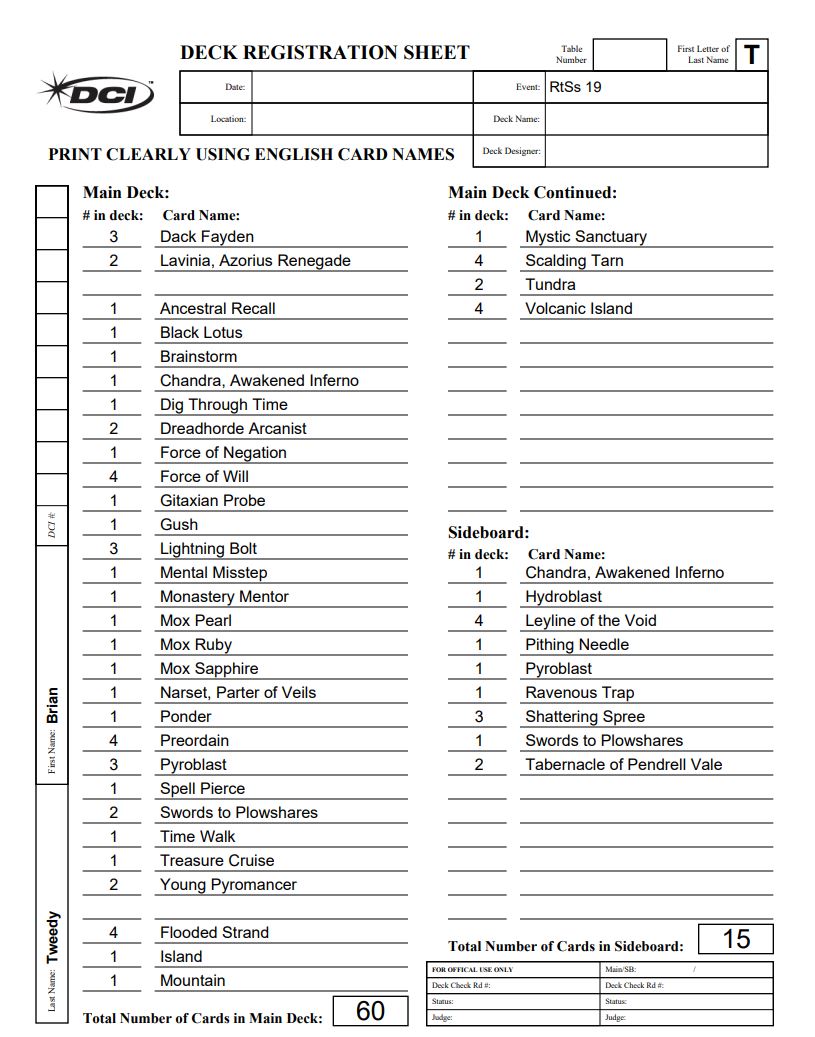 DECK REGISTRATION SHEET
Table Number
First Letter of Last Name
T
DCI™
Date:
Event: RtSs 19
Location:
Deck Name:
Deck Designer:
PRINT CLEARLY USING ENGLISH CARD NAMES
Main Deck:
# in deck: Card Name:
3 Dack Fayden
2 Lavinia, Azorius Renegade
1 Ancestral Recall
1 Black Lotus
1 Brainstorm
1 Chandra, Awakened Inferno
1 Dig Through Time
2 Dreadhorde Arcanist
1 Force of Negation
4 Force of Will
1 Gitaxian Probe
1 Gush
3 Lightning Bolt
1 Mental Misstep
1 Monastery Mentor
1 Mox Pearl
1 Mox Ruby
1 Mox Sapphire
1 Narset, Parter of Veils
1 Ponder
4 Preordain
3 Pyroblast
1 Spell Pierce
2 Swords to Plowshares
1 Time Walk
1 Treasure Cruise
2 Young Pyromancer
4 Flooded Strand
1 Island
1 Mountain
Total Number of Cards in Main Deck: 60
Main Deck Continued:
# in deck: Card Name:
1 Mystic Sanctuary
4 Scalding Tarn
2 Tundra
4 Volcanic Island
Sideboard:
# in deck: Card Name:
1 Chandra, Awakened Inferno
1 Hydroblast
4 Leyline of the Void
1 Pithing Needle
1 Pyroblast
1 Ravenous Trap
3 Shattering Spree
1 Swords to Plowshares
2 Tabernacle of Pendrell Vale
Total Number of Cards in Sideboard: 15
FOR OFFICAL USE ONLY
Main/SB: /
Deck Check Rd #:
Deck Check Rd #:
Status:
Status:
Judge:
Judge:
DCI #:
First Name: Brian
Last Name: Tweedy